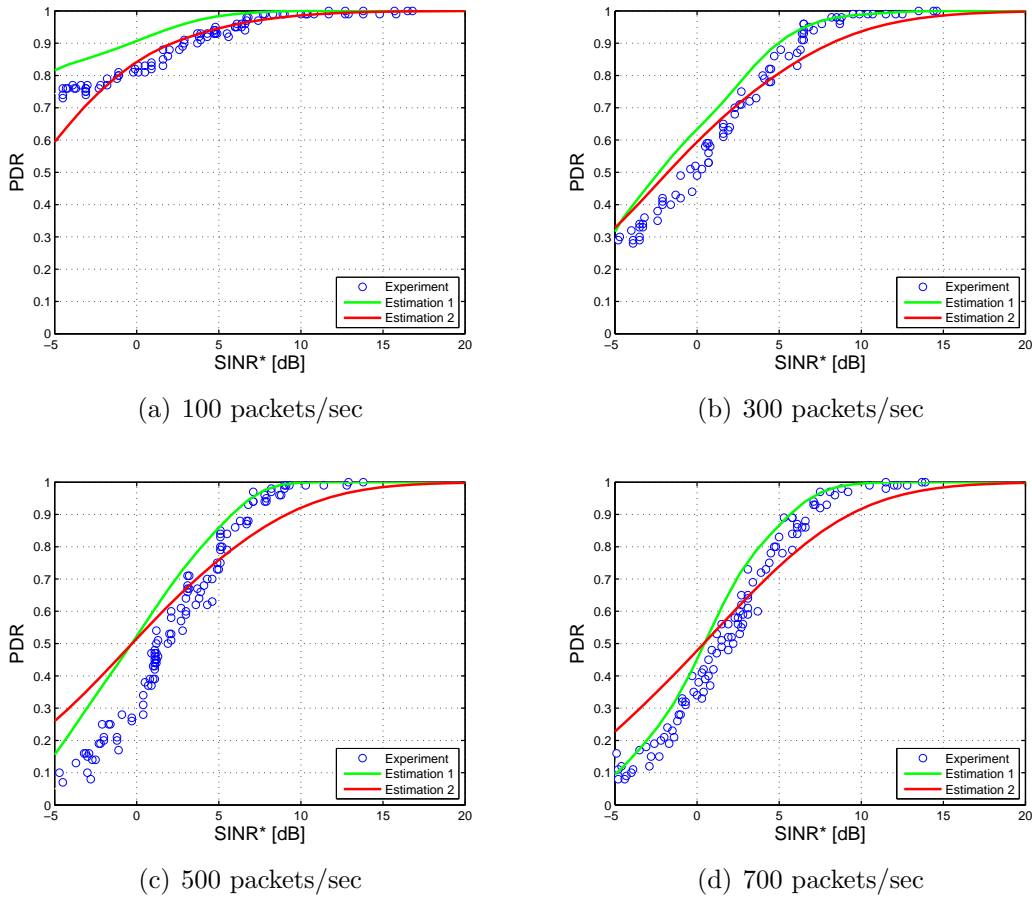 1
0.9
0.8
0.7
0.6
0.5
0.4
0.3
0.2
0.1
0
PDR
-5 0 5 10 15 20
SINR* [dB]
Experiment
Estimation 1
Estimation 2
(a) 100 packets/sec
1
0.9
0.8
0.7
0.6
0.5
0.4
0.3
0.2
0.1
0
PDR
-5 0 5 10 15 20
SINR* [dB]
Experiment
Estimation 1
Estimation 2
(b) 300 packets/sec
1
0.9
0.8
0.7
0.6
0.5
0.4
0.3
0.2
0.1
0
PDR
-5 0 5 10 15 20
SINR* [dB]
Experiment
Estimation 1
Estimation 2
(c) 500 packets/sec
1
0.9
0.8
0.7
0.6
0.5
0.4
0.3
0.2
0.1
0
PDR
-5 0 5 10 15 20
SINR* [dB]
Experiment
Estimation 1
Estimation 2
(d) 700 packets/sec